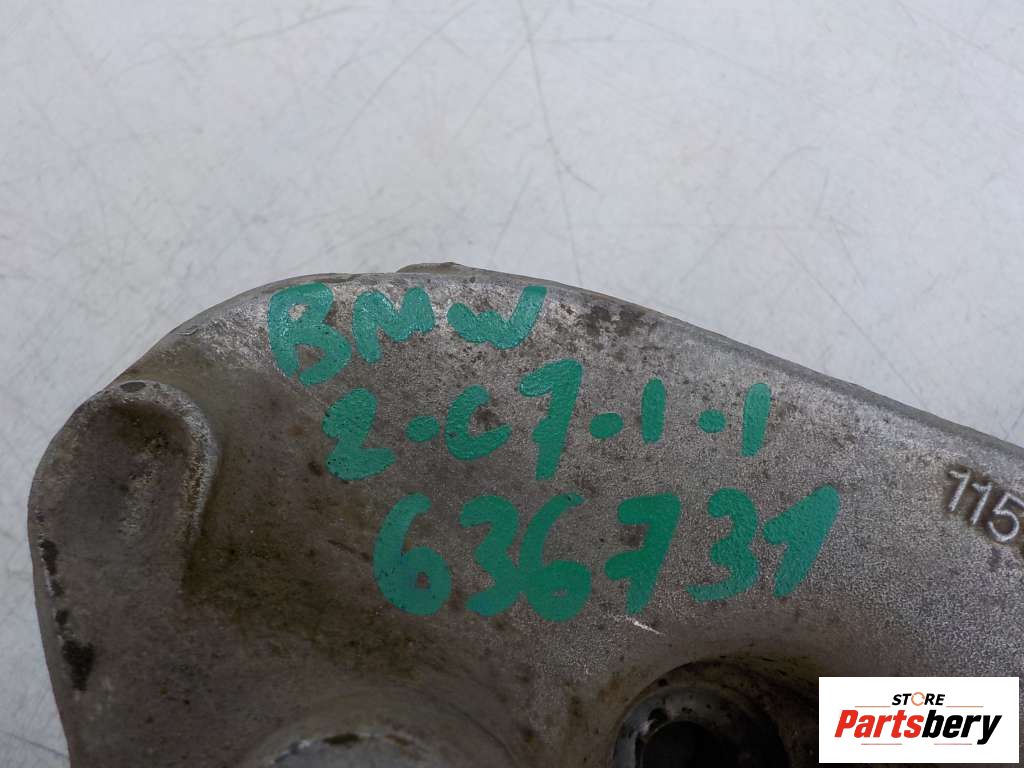 BMW
2-C7-1-1
636731
115
STORE
Partsbery